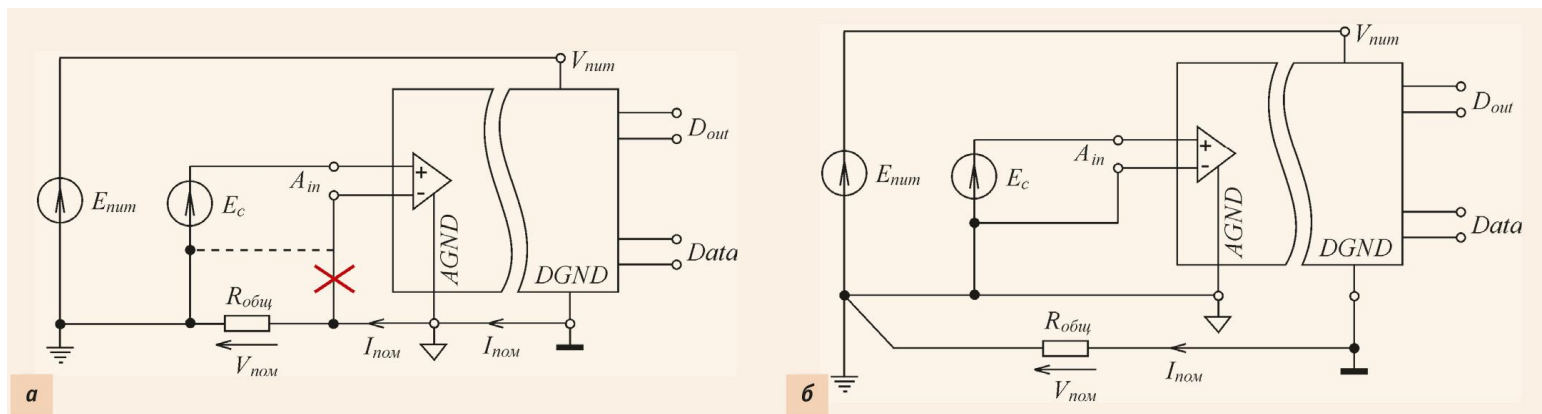 V_пит
E_пит
E_c
A_in
+
-
AGND
DGND
D_out
Data
R_общ
I_пом
I_пом
V_пом
а
V_пит
E_пит
E_c
A_in
+
-
AGND
DGND
D_out
Data
R_общ
I_пом
V_пом
б